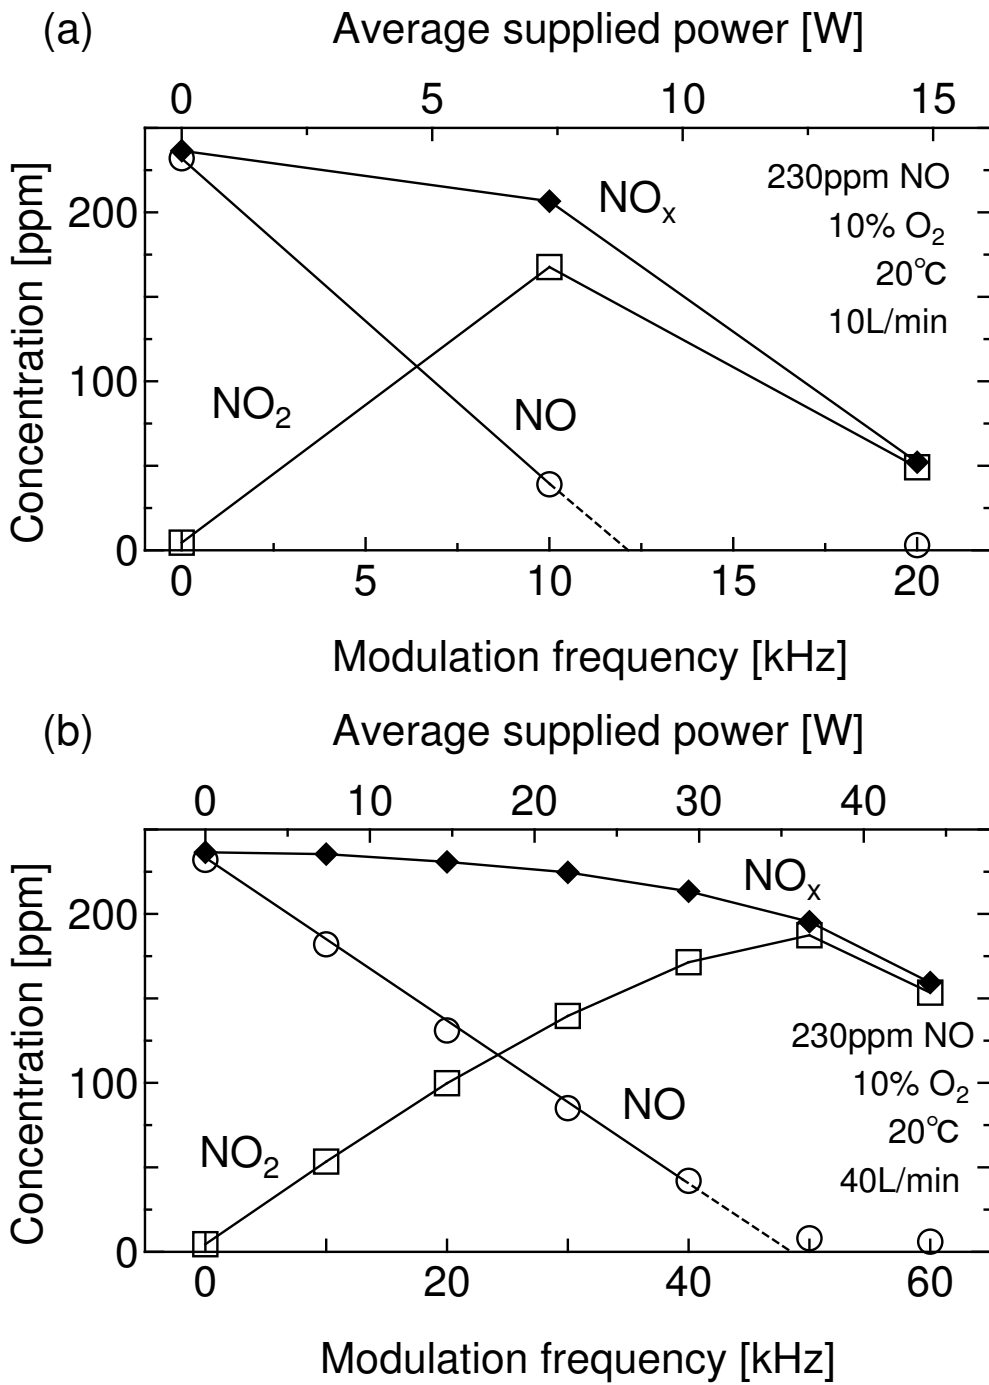 (a) Average supplied power [W]
0 5 10 15
230ppm NO
NOx
10% O2
20℃
10L/min
Concentration [ppm]
200
100
0
NO2
NO
0 5 10 15 20
Modulation frequency [kHz]
(b) Average supplied power [W]
0 10 20 30 40
NOx
Concentration [ppm]
200
100
0
230ppm NO
10% O2
20℃
40L/min
NO
NO2
0 20 40 60
Modulation frequency [kHz]